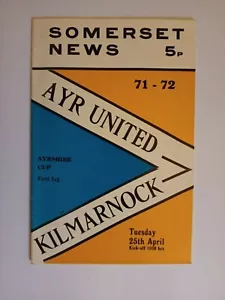 SOMERSET
NEWS 5p
71 - 72
AYR UNITED
AYRSHIRE
CUP
KILMARNOCK
Tuesday
25th April